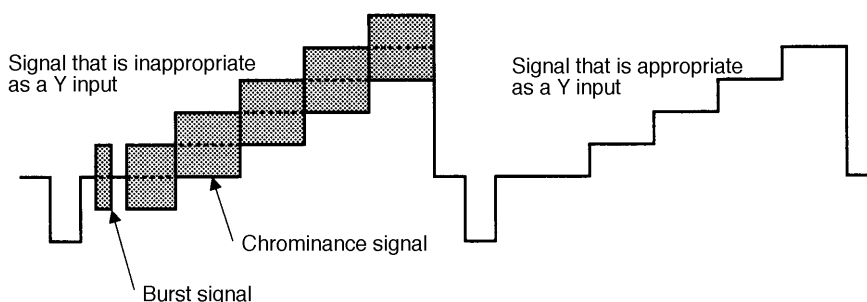 Signal that is inappropriate
as a Y input
Signal that is appropriate
as a Y input
Chrominance signal
Burst signal